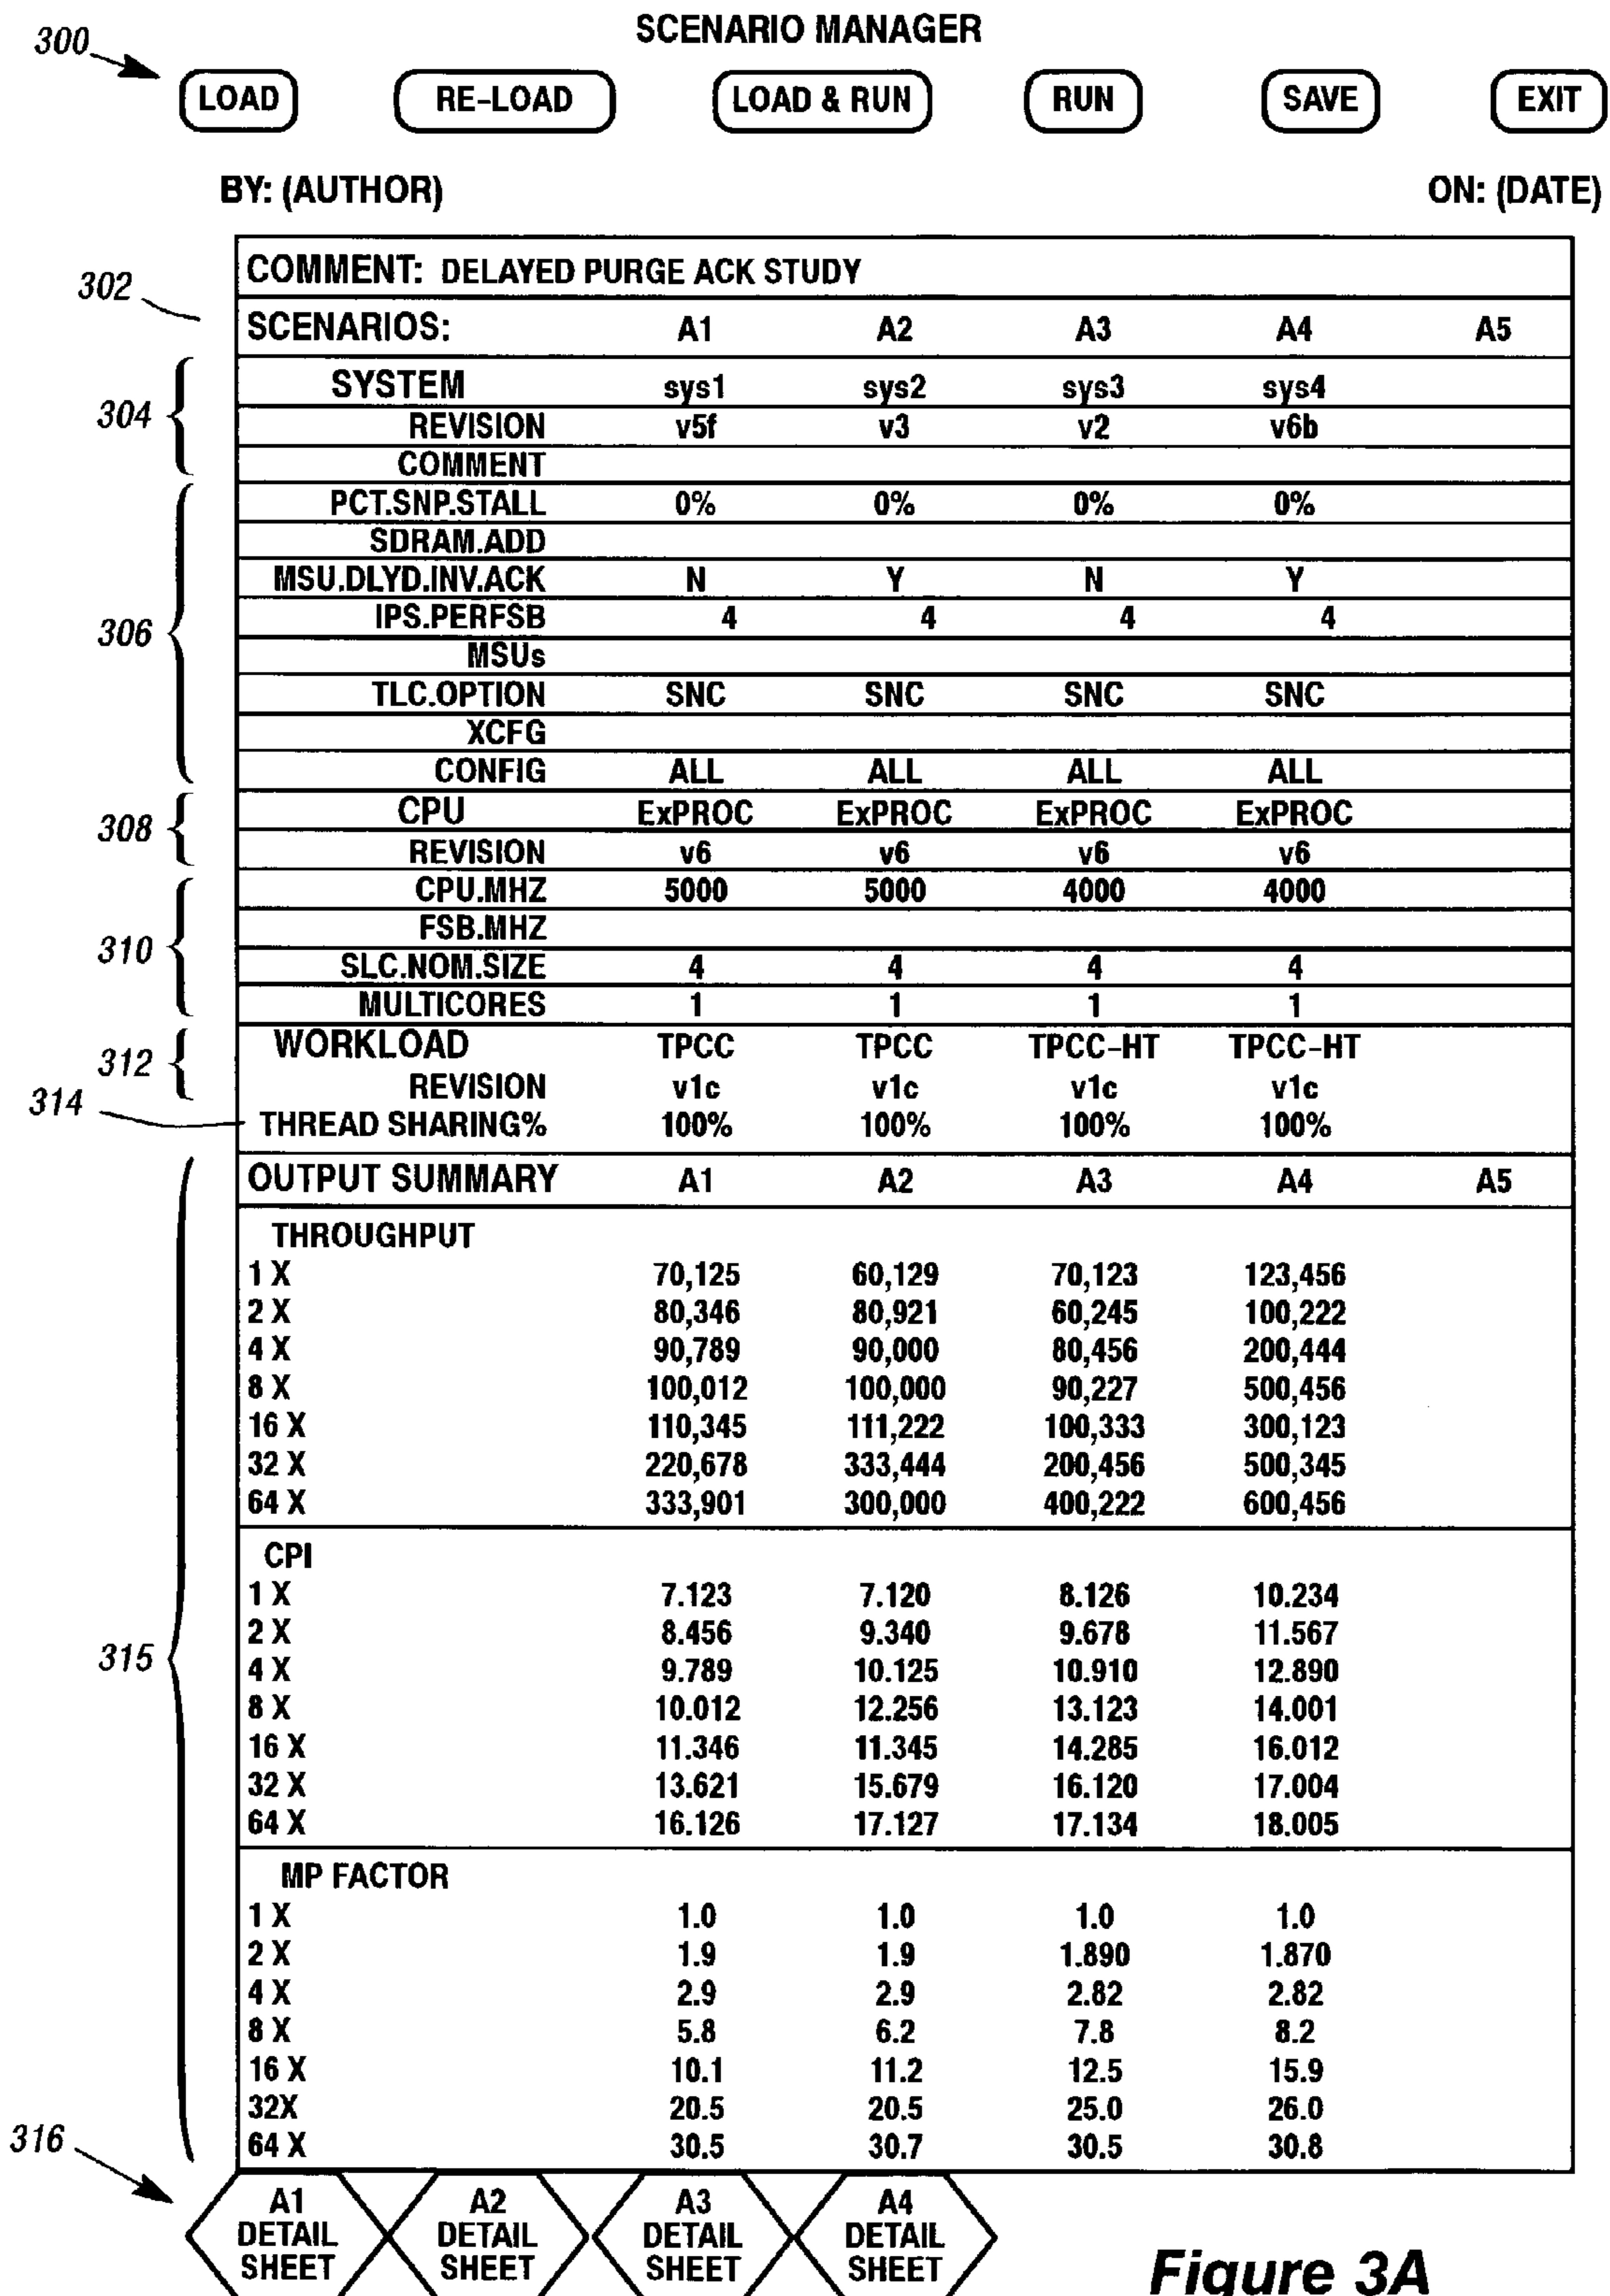 SCENARIO MANAGER
300
LOAD RE-LOAD LOAD & RUN RUN SAVE EXIT
BY: (AUTHOR) ON: (DATE)
COMMENT: DELAYED PURGE ACK STUDY
302
SCENARIOS: A1 A2 A3 A4 A5
SYSTEM sys1 sys2 sys3 sys4
304
REVISION v5f v3 v2 v6b
COMMENT
PCT.SNP.STALL 0% 0% 0% 0%
SDRAM.ADD
MSU.DLYD.INV.ACK N Y N Y
306
IPS.PERFSB 4 4 4 4
MSUs
TLC.OPTION SNC SNC SNC SNC
XCFG
CONFIG ALL ALL ALL ALL
308
CPU ExPROC ExPROC ExPROC ExPROC
REVISION v6 v6 v6 v6
CPU.MHZ 5000 5000 4000 4000
310
FSB.MHZ
SLC.NOM.SIZE 4 4 4 4
MULTICORES 1 1 1 1
312
WORKLOAD TPCC TPCC TPCC-HT TPCC-HT
REVISION v1c v1c v1c v1c
314
THREAD SHARING% 100% 100% 100% 100%
OUTPUT SUMMARY A1 A2 A3 A4 A5
THROUGHPUT
1 X 70,125 60,129 70,123 123,456
2 X 80,346 80,921 60,245 100,222
4 X 90,789 90,000 80,456 200,444
8 X 100,012 100,000 90,227 500,456
16 X 110,345 111,222 100,333 300,123
32 X 220,678 333,444 200,456 500,345
64 X 333,901 300,000 400,222 600,456
CPI
1 X 7.123 7.120 8.126 10.234
2 X 8.456 9.340 9.678 11.567
315
4 X 9.789 10.125 10.910 12.890
8 X 10.012 12.256 13.123 14.001
16 X 11.346 11.345 14.285 16.012
32 X 13.621 15.679 16.120 17.004
64 X 16.126 17.127 17.134 18.005
MP FACTOR
1 X 1.0 1.0 1.0 1.0
2 X 1.9 1.9 1.890 1.870
4 X 2.9 2.9 2.82 2.82
8 X 5.8 6.2 7.8 8.2
16 X 10.1 11.2 12.5 15.9
32X 20.5 20.5 25.0 26.0
64 X 30.5 30.7 30.5 30.8
316
A1 A2 A3 A4
DETAIL DETAIL DETAIL DETAIL
SHEET SHEET SHEET SHEET
Figure 3A